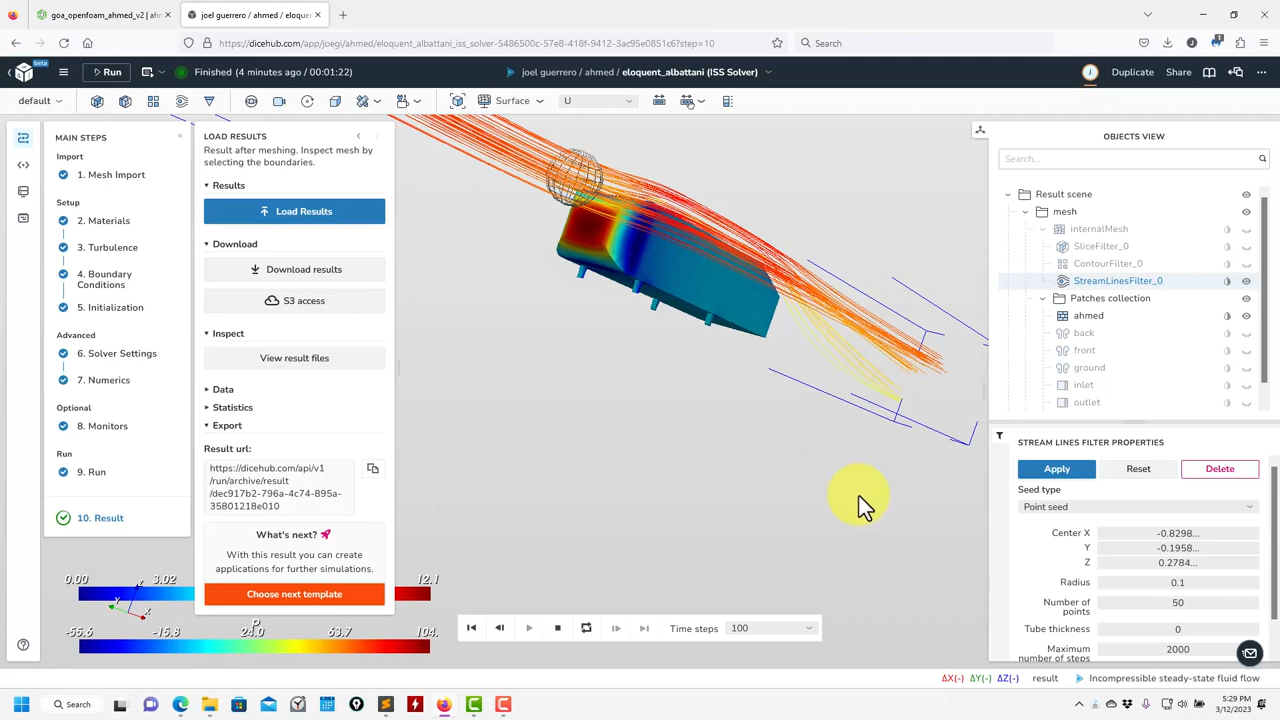 goa_openfoam_ahmed_v2 | ahm
joel guerrero / ahmed / eloquen
https://dicehub.com/app/joegi/ahmed/eloquent_albattani_iss_solver-5465500c-57e8-418f-9412-3ac95e0851c6?step=10
Search
beta
Run
Finished (4 minutes ago / 00:01:22)
joel guerrero / ahmed / eloquent_albattani (ISS Solver)
J
Duplicate
Share
default
Surface
U
MAIN STEPS
Import
1. Mesh Import
Setup
2. Materials
3. Turbulence
4. Boundary
Conditions
5. Initialization
Advanced
6. Solver Settings
7. Numerics
Optional
8. Monitors
Run
9. Run
10. Result
LOAD RESULTS
Result after meshing. Inspect mesh by
selecting the boundaries.
Results
Load Results
Download
Download results
S3 access
Inspect
View result files
Data
Statistics
Export
Result url:
https://dicehub.com/api/v1
/run/archive/result
/dec917b2-796a-4c74-895a-
35801218e010
What's next?
With this result you can create
applications for further simulations.
Choose next template
0.00 3.02 12.1
X
Y
P
-55.6 -15.8 24.0 63.7 104.
Time steps 100
OBJECTS VIEW
Search...
Result scene
mesh
internalMesh
SliceFilter_0
ContourFilter_0
StreamLinesFilter_0
Patches collection
ahmed
back
front
ground
inlet
outlet
STREAM LINES FILTER PROPERTIES
Apply
Reset
Delete
Seed type
Point seed
Center X -0.8298...
Y -0.1958...
Z 0.2784...
Radius 0.1
Number of
points 50
Tube thickness 0
Maximum
number of steps 2000
ΔX(-) ΔY(-) ΔZ(-) result Incompressible steady-state fluid flow
Search
5:29 PM
3/12/2023